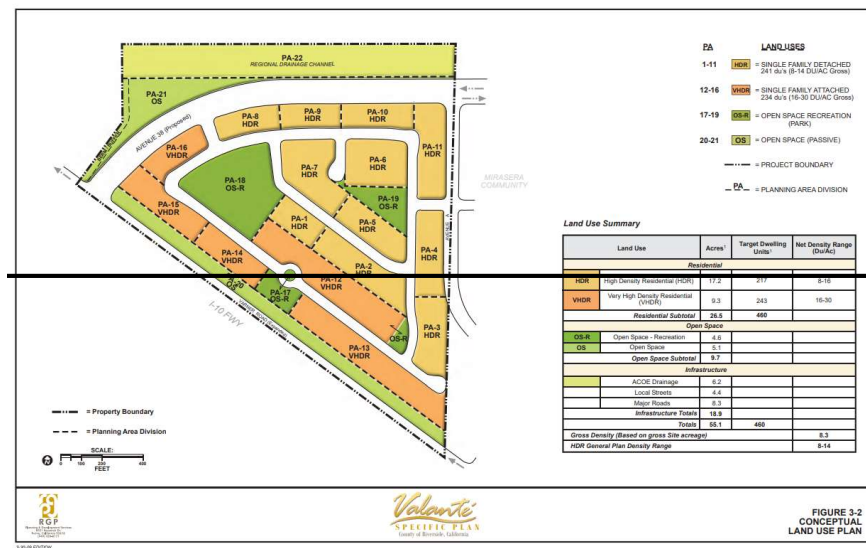 PA-22
REGIONAL DRAINAGE CHANNEL
PA-21
OS
AVENUE 38 (Proposed)
PA-8
HDR
PA-9
HDR
PA-10
HDR
PA-11
HDR
PA-16
VHDR
PA-7
HDR
PA-6
HDR
PA-18
OS-R
PA-19
OS-R
MIRASERA
COMMUNITY
PA-15
VHDR
PA-1
HDR
PA-5
HDR
PA-14
VHDR
PA-4
HDR
PA-2
HDR
PA-12
VHDR
OS
PA-17
OS-R
I-10 FWY
PA-3
HDR
OS-R
PA-13
VHDR
= Property Boundary
= Planning Area Division
SCALE:
0 100 200 400
FEET
PA LAND USES
1-11 HDR = SINGLE FAMILY DETACHED
241 du's (8-14 DU/AC Gross)
12-16 VHDR = SINGLE FAMILY ATTACHED
234 du's (16-30 DU/AC Gross)
17-19 OS-R = OPEN SPACE RECREATION
(PARK)
20-21 OS = OPEN SPACE (PASSIVE)
= PROJECT BOUNDARY
PA = PLANNING AREA DIVISION
Land Use Summary
Land Use Acres¹ Target Dwelling Units¹ Net Density Range (Du/Ac)
Residential
HDR High Density Residential (HDR) 17.2 217 8-16
VHDR Very High Density Residential (VHDR) 9.3 243 16-30
Residential Subtotal 26.5 460
Open Space
OS-R Open Space - Recreation 4.6
OS Open Space 5.1
Open Space Subtotal 9.7
Infrastructure
ACOE Drainage 6.2
Local Streets 4.4
Major Roads 8.3
Infrastructure Totals 18.9
Totals 55.1 460
Gross Density (Based on gross Site acreage) 8.3
HDR General Plan Density Range 8-14
RGP
Valanté
SPECIFIC PLAN
County of Riverside, California
FIGURE 3-2
CONCEPTUAL
LAND USE PLAN